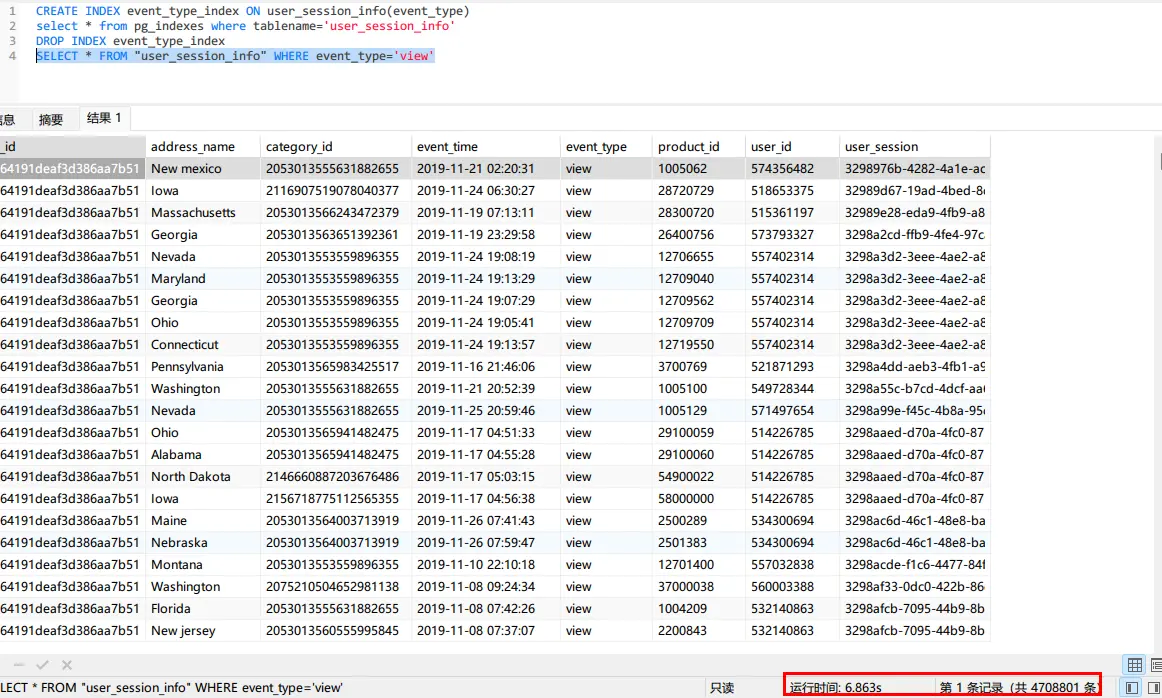 1 CREATE INDEX event_type_index ON user_session_info(event_type)
2 select * from pg_indexes where tablename='user_session_info'
3 DROP INDEX event_type_index
4 SELECT * FROM "user_session_info" WHERE event_type='view'
信息 摘要 结果 1
_id address_name category_id event_time event_type product_id user_id user_session
64191deaf3d386aa7b51 New mexico 2053013555631882655 2019-11-21 02:20:31 view 1005062 574356482 3298976b-4282-4a1e-ac
64191deaf3d386aa7b51 Iowa 2116907519078040377 2019-11-24 06:30:27 view 28720729 518653375 32989d67-19ad-4bed-8
64191deaf3d386aa7b51 Massachusetts 2053013566243472379 2019-11-19 07:13:11 view 28300720 515361197 32989e28-eda9-4fb9-a8
64191deaf3d386aa7b51 Georgia 2053013563651392361 2019-11-19 23:29:58 view 26400756 573793327 3298a2cd-ffb9-4fe4-97c
64191deaf3d386aa7b51 Nevada 2053013553559896355 2019-11-24 19:08:19 view 12706655 557402314 3298a3d2-3eee-4ae2-a8
64191deaf3d386aa7b51 Maryland 2053013553559896355 2019-11-24 19:13:29 view 12709040 557402314 3298a3d2-3eee-4ae2-a8
64191deaf3d386aa7b51 Georgia 2053013553559896355 2019-11-24 19:07:29 view 12709562 557402314 3298a3d2-3eee-4ae2-a8
64191deaf3d386aa7b51 Ohio 2053013553559896355 2019-11-24 19:05:41 view 12709709 557402314 3298a3d2-3eee-4ae2-a8
64191deaf3d386aa7b51 Connecticut 2053013553559896355 2019-11-24 19:13:57 view 12719550 557402314 3298a3d2-3eee-4ae2-a8
64191deaf3d386aa7b51 Pennsylvania 2053013565983425517 2019-11-16 21:46:06 view 3700769 521871293 3298a4dd-aeb3-4fb1-a9
64191deaf3d386aa7b51 Washington 2053013555631882655 2019-11-21 20:52:39 view 1005100 549728344 3298a55c-b7cd-4dcf-aa
64191deaf3d386aa7b51 Nevada 2053013555631882655 2019-11-25 20:59:46 view 1005129 571497654 3298a99e-f45c-4b8a-95
64191deaf3d386aa7b51 Ohio 2053013565941482475 2019-11-17 04:51:33 view 29100059 514226785 3298aaed-d70a-4fc0-87
64191deaf3d386aa7b51 Alabama 2053013565941482475 2019-11-17 04:55:28 view 29100060 514226785 3298aaed-d70a-4fc0-87
64191deaf3d386aa7b51 North Dakota 2146660887203676486 2019-11-17 05:03:15 view 54900022 514226785 3298aaed-d70a-4fc0-87
64191deaf3d386aa7b51 Iowa 2156718775112565355 2019-11-17 04:56:38 view 58000000 514226785 3298aaed-d70a-4fc0-87
64191deaf3d386aa7b51 Maine 2053013564003713919 2019-11-26 07:41:43 view 2500289 534300694 3298ac6d-46c1-48e8-ba
64191deaf3d386aa7b51 Nebraska 2053013564003713919 2019-11-26 07:59:47 view 2501383 534300694 3298ac6d-46c1-48e8-ba
64191deaf3d386aa7b51 Montana 2053013553559896355 2019-11-10 22:10:18 view 12701400 557032838 3298acde-f1c6-4477-84f
64191deaf3d386aa7b51 Washington 2075210504652981138 2019-11-08 09:24:34 view 37000038 560003388 3298af33-0dc0-422b-86
64191deaf3d386aa7b51 Florida 2053013555631882655 2019-11-08 07:42:26 view 1004209 532140863 3298afcb-7095-44b9-8b
64191deaf3d386aa7b51 New jersey 2053013560555995845 2019-11-08 07:37:07 view 2200843 532140863 3298afcb-7095-44b9-8b
LECT * FROM "user_session_info" WHERE event_type='view' 只读 运行时间: 6.863s 第 1 条记录 (共 4708801 条)